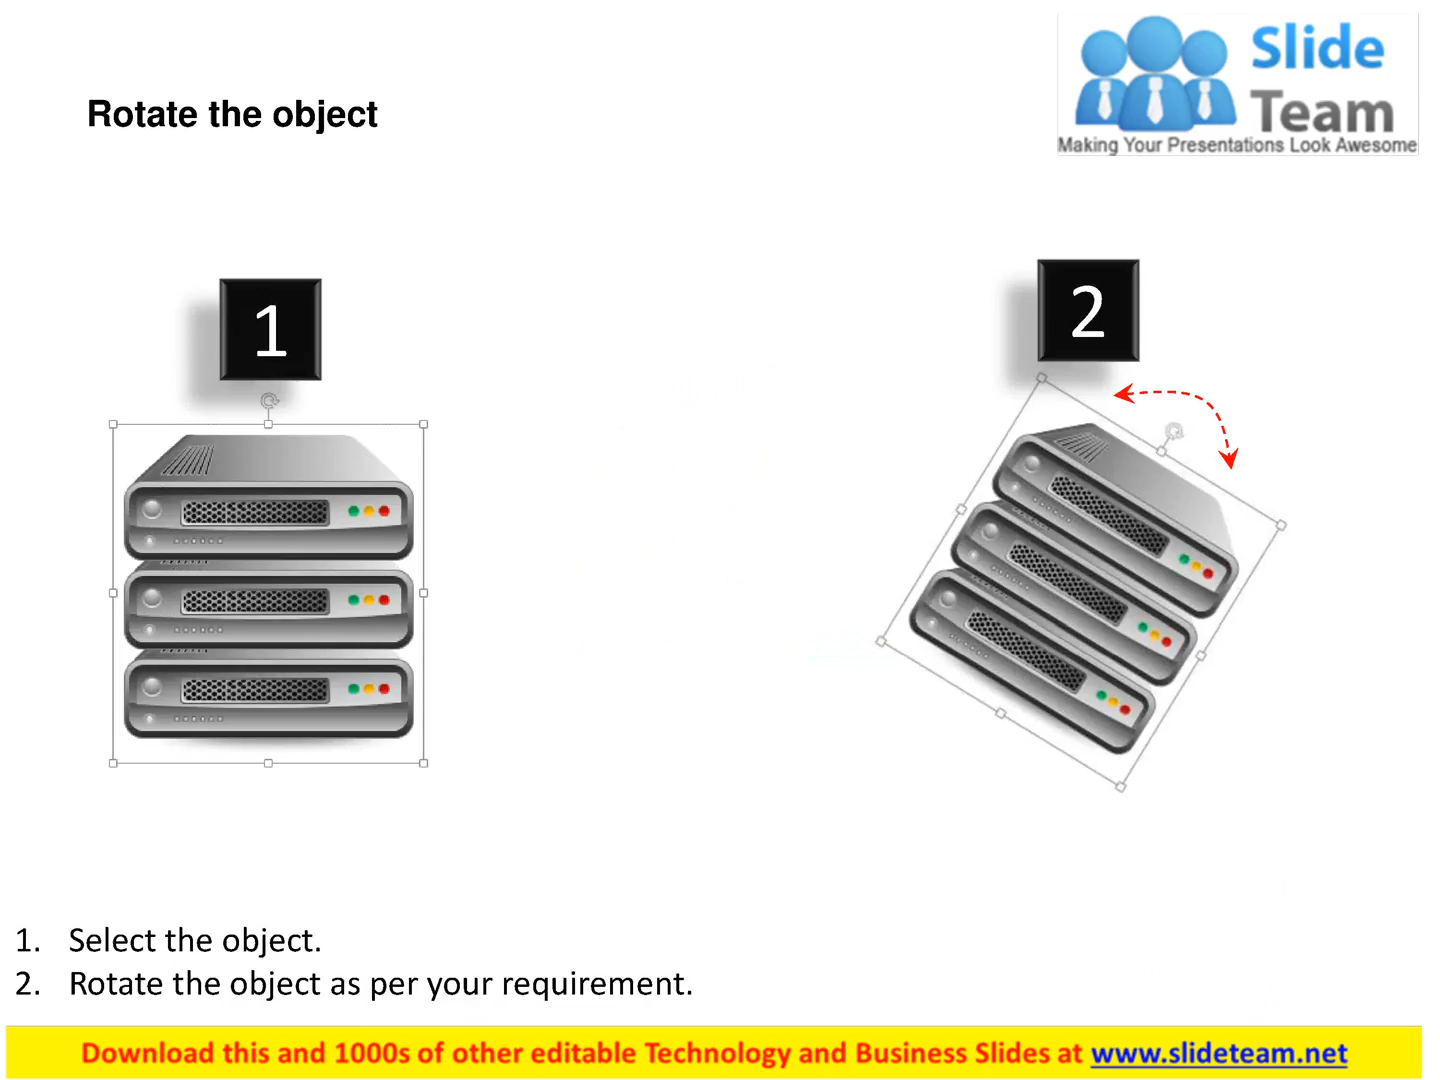 Slide
Team
Making Your Presentations Look Awesome
Rotate the object
1
2
1. Select the object.
2. Rotate the object as per your requirement.
Download this and 1000s of other editable Technology and Business Slides at www.slideteam.net